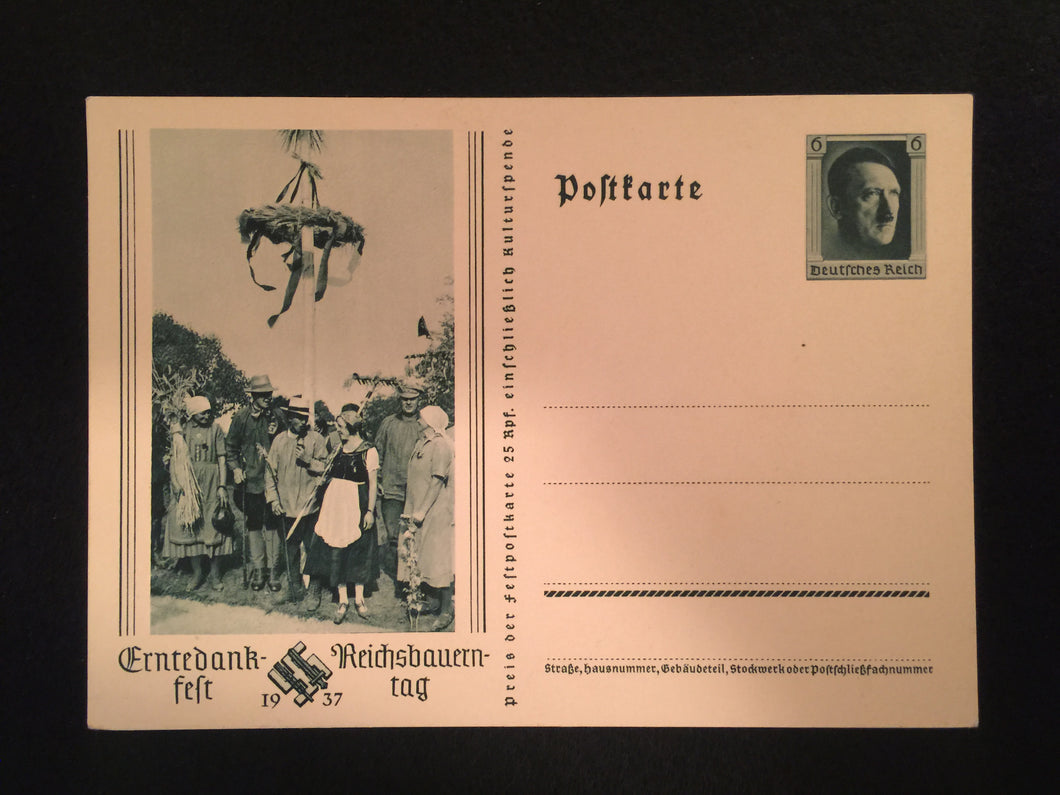 Postkarte
6 6
Deutsches Reich
Preis der Festpostkarte 25 Rpf. einschließlich Kulturspende
Straße, Hausnummer, Gebäudeteil, Stockwerk oder Postschließfachnummer
Erntedank-
fest
19 37
Reichsbauern-
tag